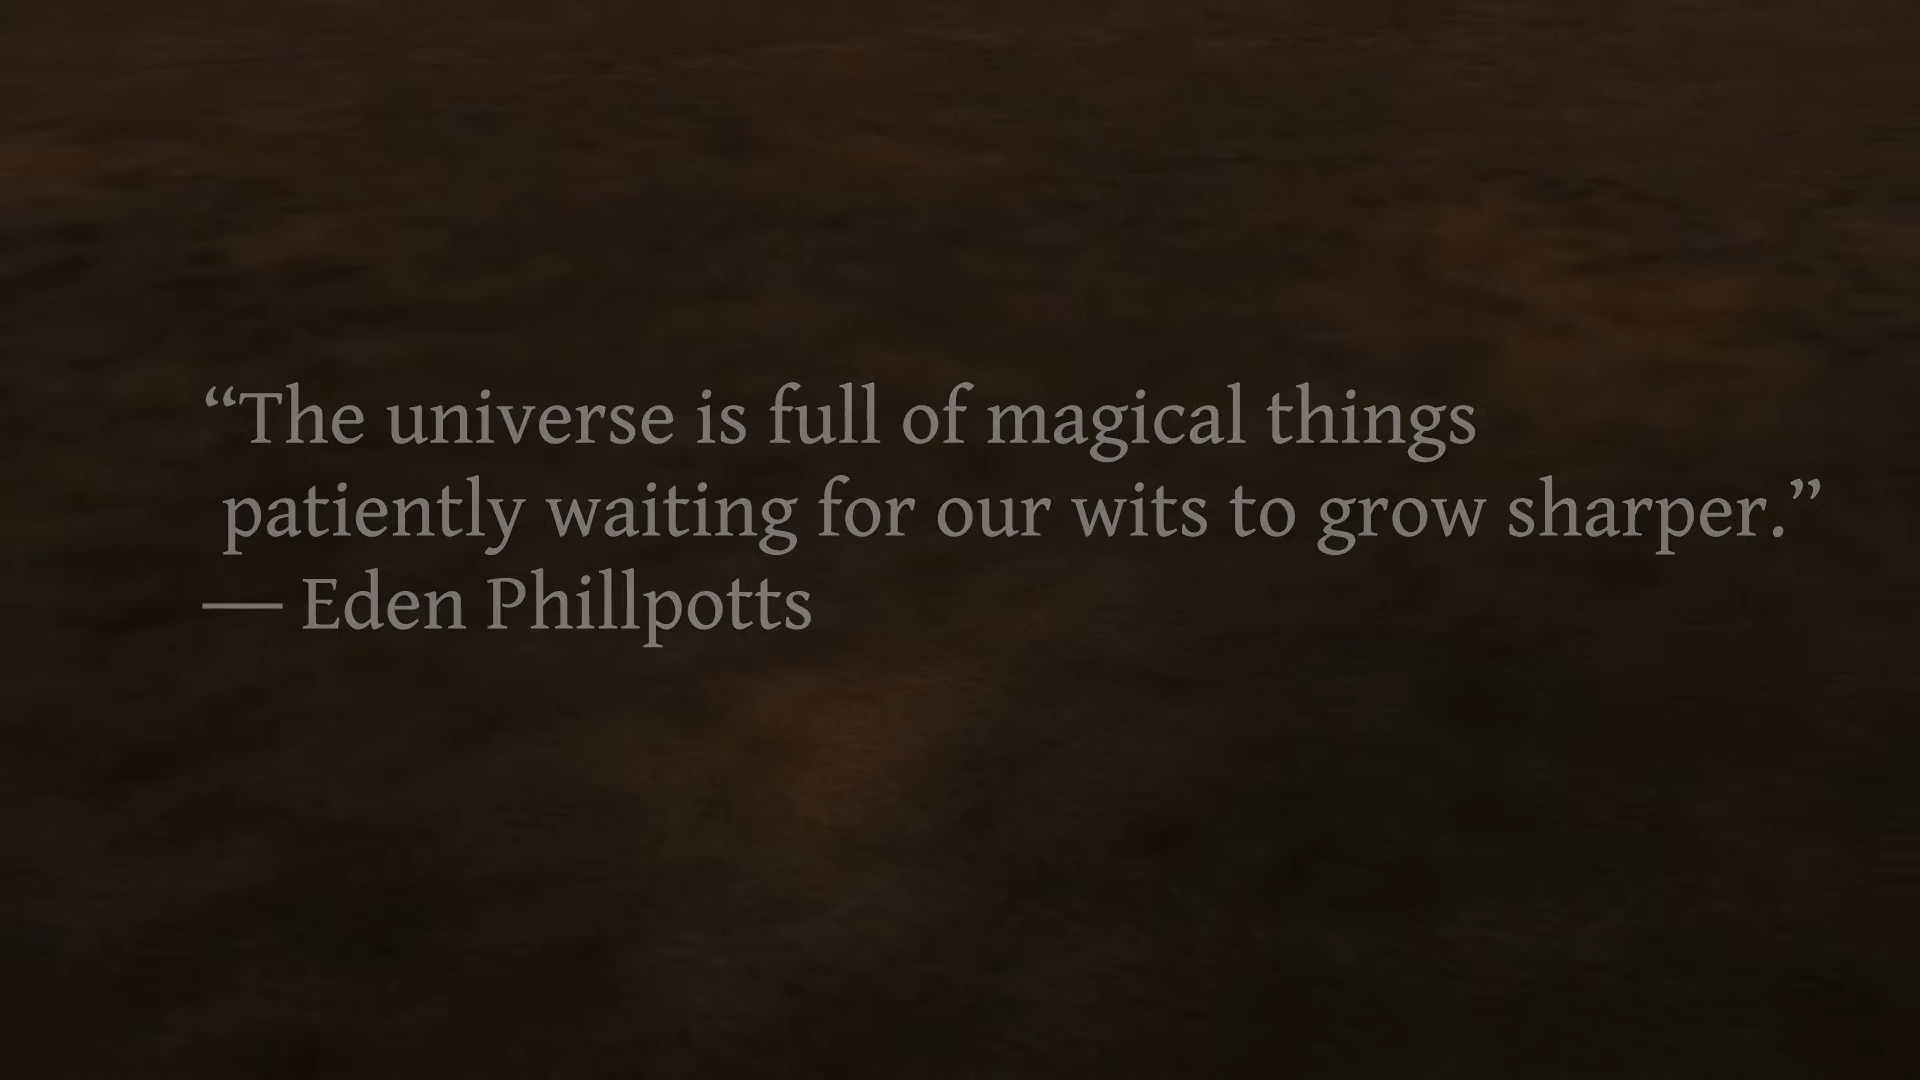 “The universe is full of magical things
patiently waiting for our wits to grow sharper.”
— Eden Phillpotts